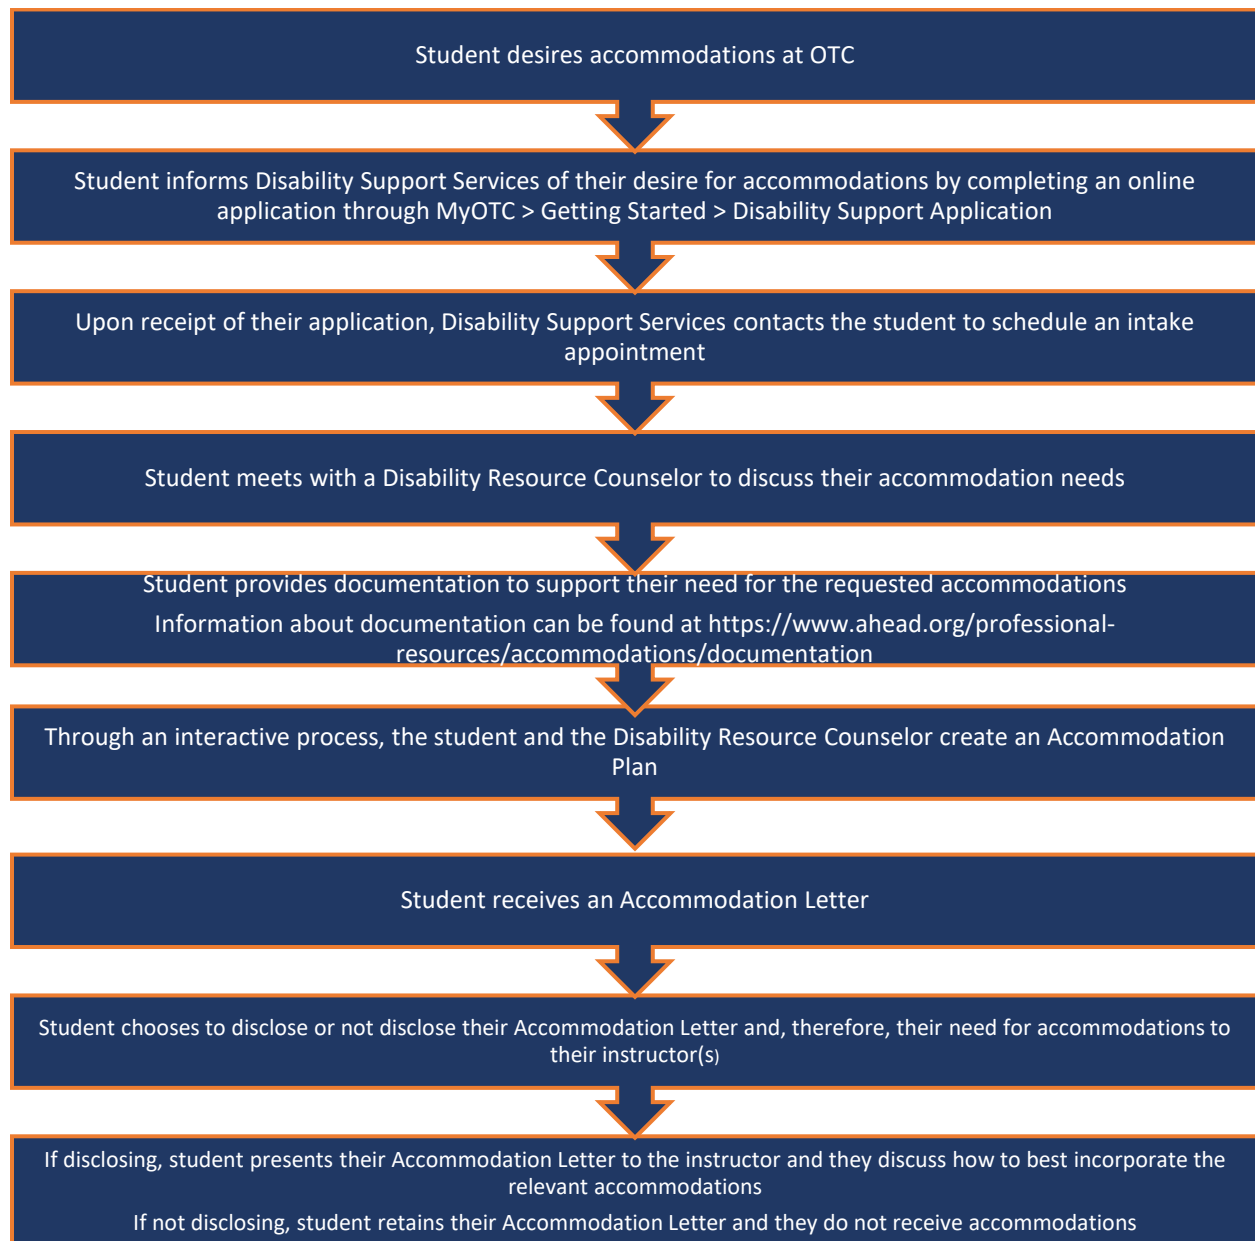 Student desires accommodations at OTC
Student informs Disability Support Services of their desire for accommodations by completing an online
application through MyOTC > Getting Started > Disability Support Application
Upon receipt of their application, Disability Support Services contacts the student to schedule an intake
appointment
Student meets with a Disability Resource Counselor to discuss their accommodation needs
Student provides documentation to support their need for the requested accommodations
Information about documentation can be found at https://www.ahead.org/professional-
resources/accommodations/documentation
Through an interactive process, the student and the Disability Resource Counselor create an Accommodation
Plan
Student receives an Accommodation Letter
Student chooses to disclose or not disclose their Accommodation Letter and, therefore, their need for accommodations to
their instructor(s)
If disclosing, student presents their Accommodation Letter to the instructor and they discuss how to best incorporate the
relevant accommodations
If not disclosing, student retains their Accommodation Letter and they do not receive accommodations